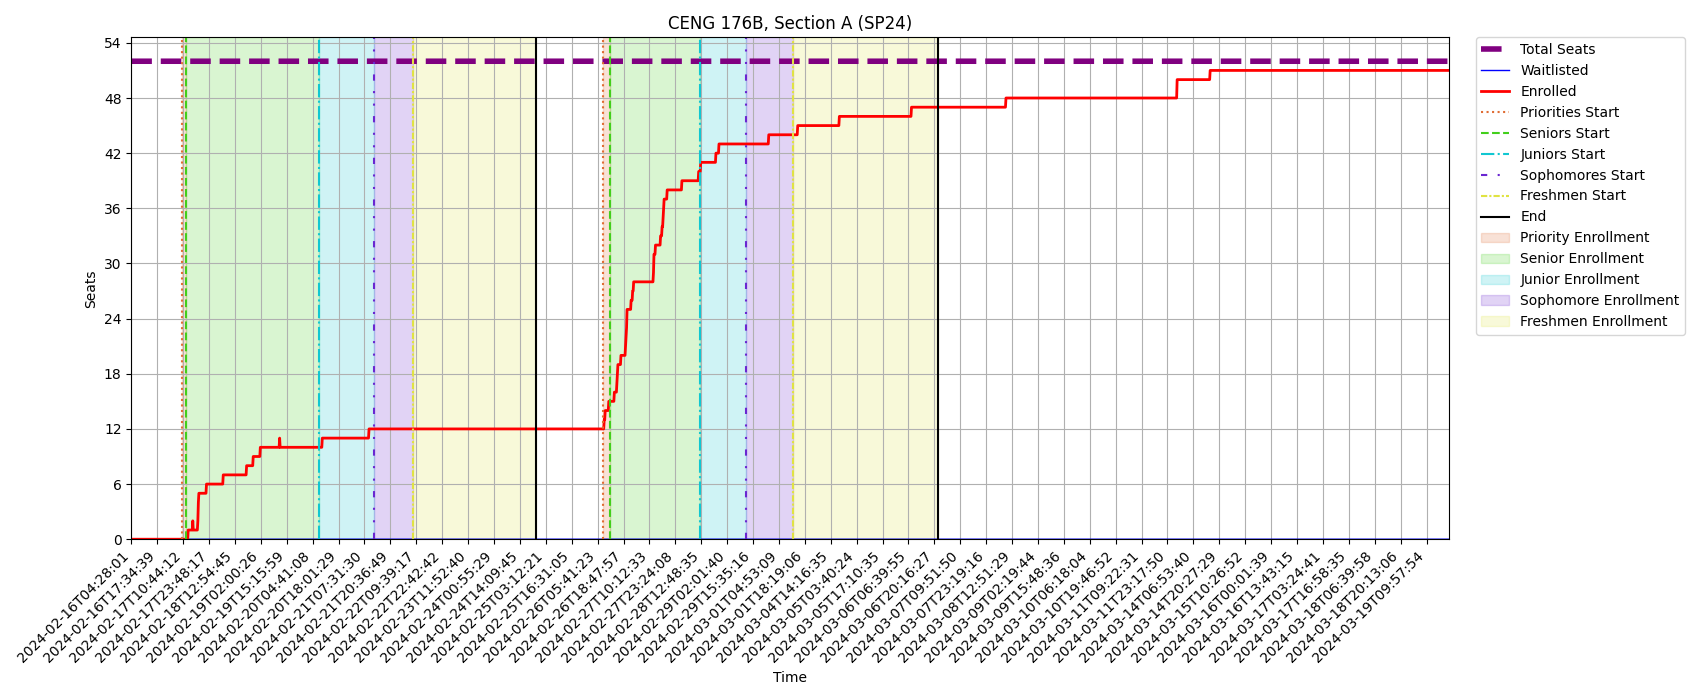 CENG 176B, Section A (SP24)
54
48
42
36
30
24
18
12
6
0
Seats
2024-02-16T04:28:01
2024-02-16T17:34:39
2024-02-17T10:44:12
2024-02-17T23:48:17
2024-02-18T12:54:45
2024-02-19T02:00:26
2024-02-19T15:15:59
2024-02-20T04:41:08
2024-02-20T18:01:29
2024-02-21T07:31:30
2024-02-21T20:36:49
2024-02-22T09:39:17
2024-02-22T22:42:42
2024-02-23T11:52:40
2024-02-24T00:55:29
2024-02-24T14:09:45
2024-02-25T03:12:21
2024-02-25T16:31:05
2024-02-26T05:41:23
2024-02-26T18:47:57
2024-02-27T10:12:33
2024-02-27T23:24:08
2024-02-28T12:48:35
2024-02-29T02:01:40
2024-02-29T15:35:16
2024-03-01T04:53:09
2024-03-01T18:19:06
2024-03-04T14:16:35
2024-03-05T03:40:24
2024-03-05T17:10:35
2024-03-06T06:39:55
2024-03-06T20:16:27
2024-03-07T09:51:50
2024-03-07T23:19:16
2024-03-08T12:51:29
2024-03-09T02:19:44
2024-03-09T15:48:36
2024-03-10T06:18:04
2024-03-10T19:46:52
2024-03-11T09:22:31
2024-03-11T23:17:50
2024-03-14T06:53:40
2024-03-14T20:27:29
2024-03-15T10:26:52
2024-03-16T00:01:39
2024-03-16T13:43:15
2024-03-17T03:24:41
2024-03-17T16:58:35
2024-03-18T06:39:58
2024-03-18T20:13:06
2024-03-19T09:57:54
Time
Total Seats
Waitlisted
Enrolled
Priorities Start
Seniors Start
Juniors Start
Sophomores Start
Freshmen Start
End
Priority Enrollment
Senior Enrollment
Junior Enrollment
Sophomore Enrollment
Freshmen Enrollment